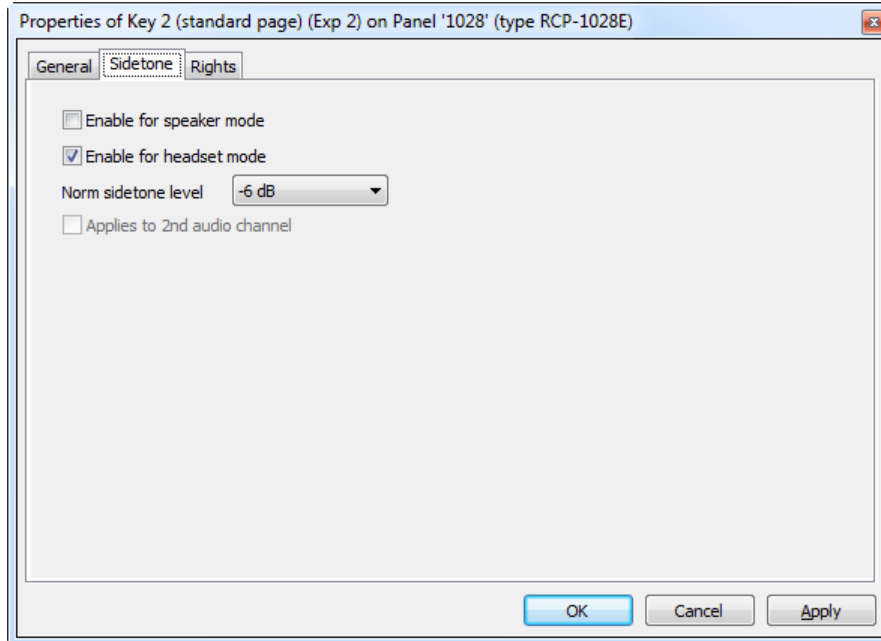 Properties of Key 2 (standard page) (Exp 2) on Panel '1028' (type RCP-1028E)
General Sidetone Rights
Enable for speaker mode
Enable for headset mode
Norm sidetone level -6 dB
Applies to 2nd audio channel
OK Cancel Apply